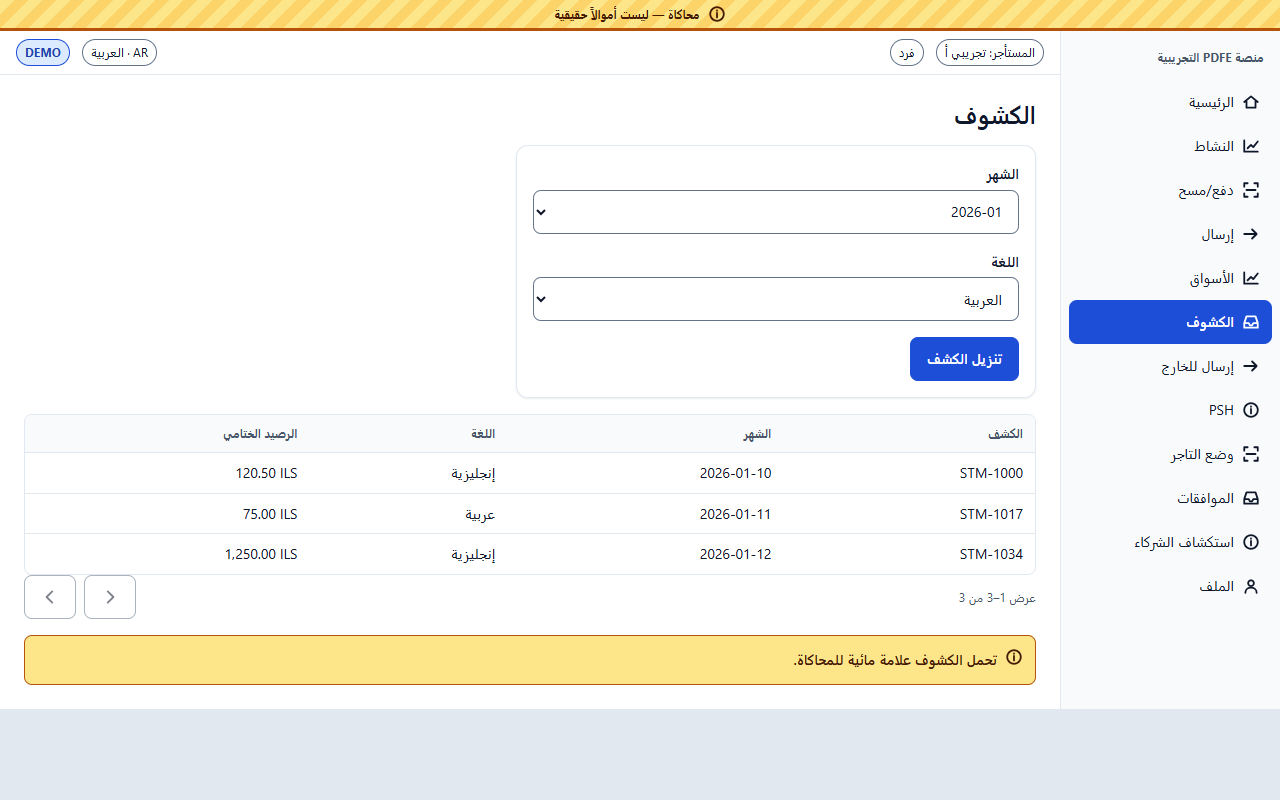 محاكاة — ليست أموالاً حقيقية
منصة PDFE التجريبية
الرئيسية
النشاط
دفع/مسح
إرسال
الأسواق
الكشوف
إرسال للخارج
PSH
وضع التاجر
الموافقات
استكشاف الشركاء
الملف
المستأجر: تجريبي أ
فرد
AR · العربية
DEMO
الكشوف
الشهر
2026-01
اللغة
العربية
تنزيل الكشف
الكشف الشهر اللغة الرصيد الختامي
STM-1000 2026-01-10 إنجليزية 120.50 ILS
STM-1017 2026-01-11 عربية 75.00 ILS
STM-1034 2026-01-12 إنجليزية 1,250.00 ILS
عرض 1–3 من 3
تحمل الكشوف علامة مائية للمحاكاة.